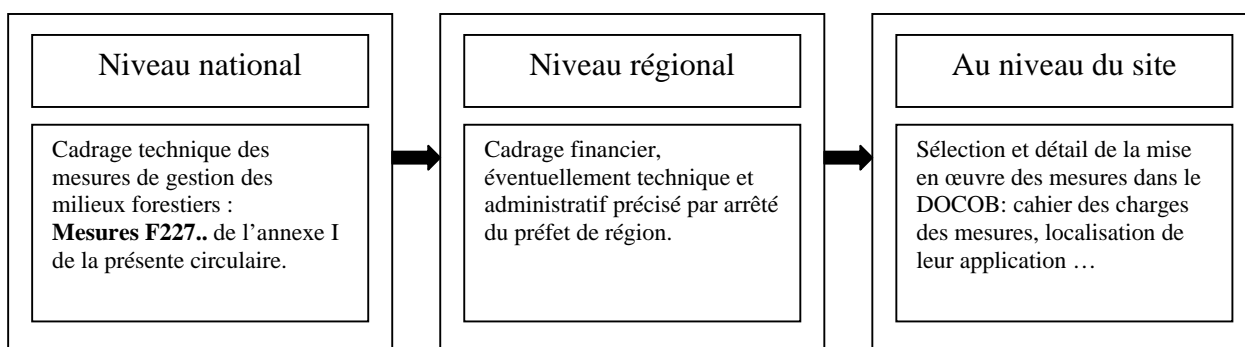 Niveau national
Cadrage technique des
mesures de gestion des
milieux forestiers :
Mesures F227.. de l'annexe I
de la présente circulaire.
Niveau régional
Cadrage financier,
éventuellement technique et
administratif précisé par arrêté
du préfet de région.
Au niveau du site
Sélection et détail de la mise
en œuvre des mesures dans le
DOCOB: cahier des charges
des mesures, localisation de
leur application …